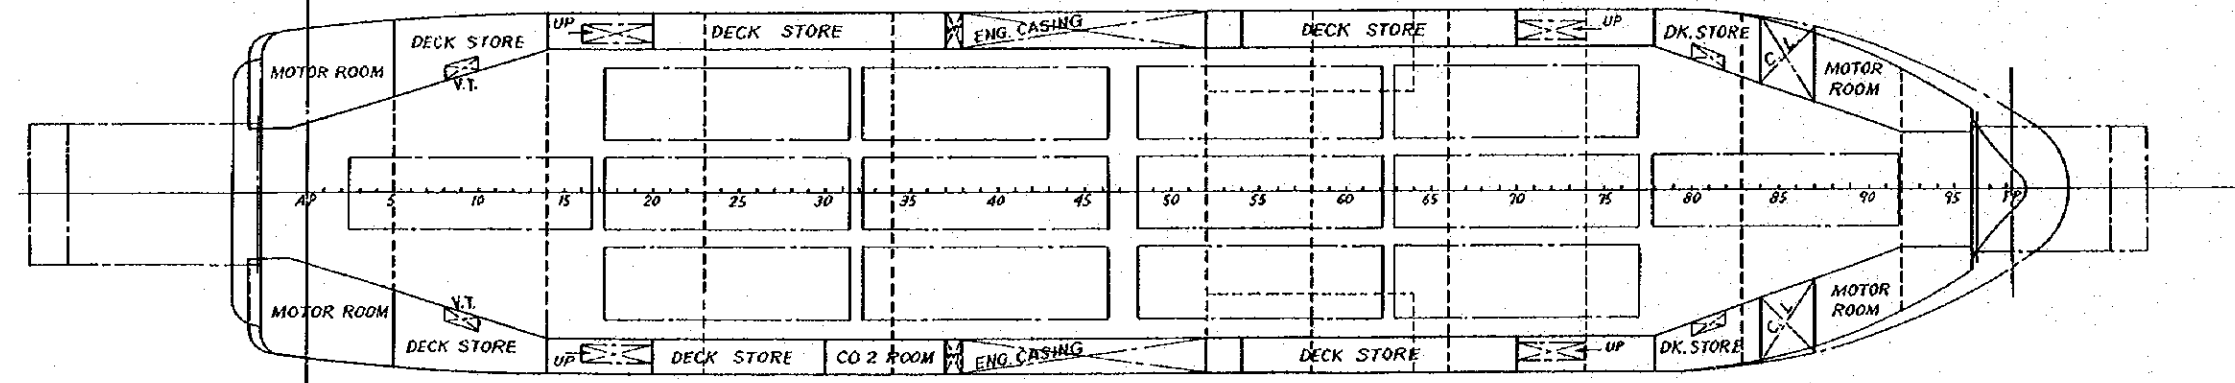 UP DECK STORE ENG. CASING DECK STORE UP DK. STORE C.L
DECK STORE
MOTOR ROOM
V.T.
MOTOR
ROOM
AP 5 10 15 20 25 30 35 40 45 50 55 60 65 70 75 80 85 90 95 FP
V.T.
MOTOR ROOM
MOTOR
ROOM
C.L
DECK STORE
UP DECK STORE CO2 ROOM ENG. CASING DECK STORE UP DK. STORE